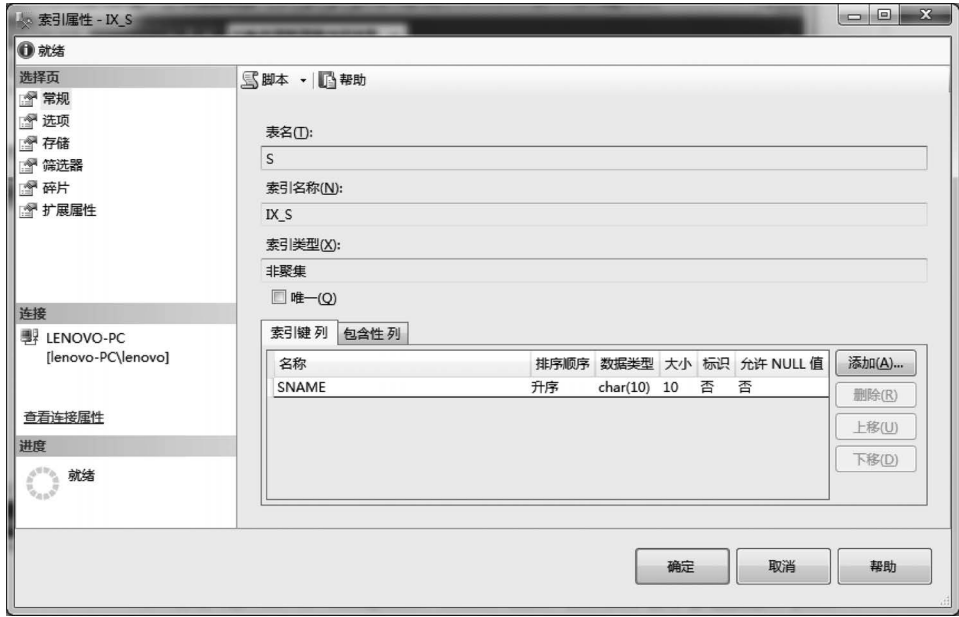 索引属性 - IX_S
就绪
选择页
常规
选项
存储
筛选器
碎片
扩展属性
连接
LENOVO-PC
[lenovo-PC\lenovo]
查看连接属性
进度
就绪
脚本
帮助
表名(T):
S
索引名称(N):
IX_S
索引类型(X):
非聚集
唯一(Q)
索引键 列 包含性 列
名称 排序顺序 数据类型 大小 标识 允许 NULL 值
SNAME 升序 char(10) 10 否 否
添加(A)...
删除(R)
上移(U)
下移(D)
确定 取消 帮助